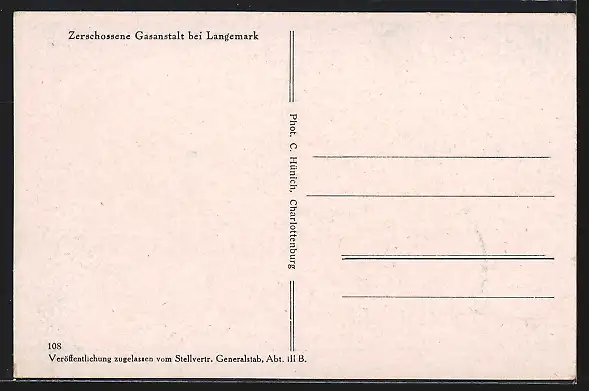 Zerschossene Gasanstalt bei Langemark
Phot. C. Hünich, Charlottenburg
108
Veröffentlichung zugelassen vom Stellvertr. Generalstab, Abt. III B.